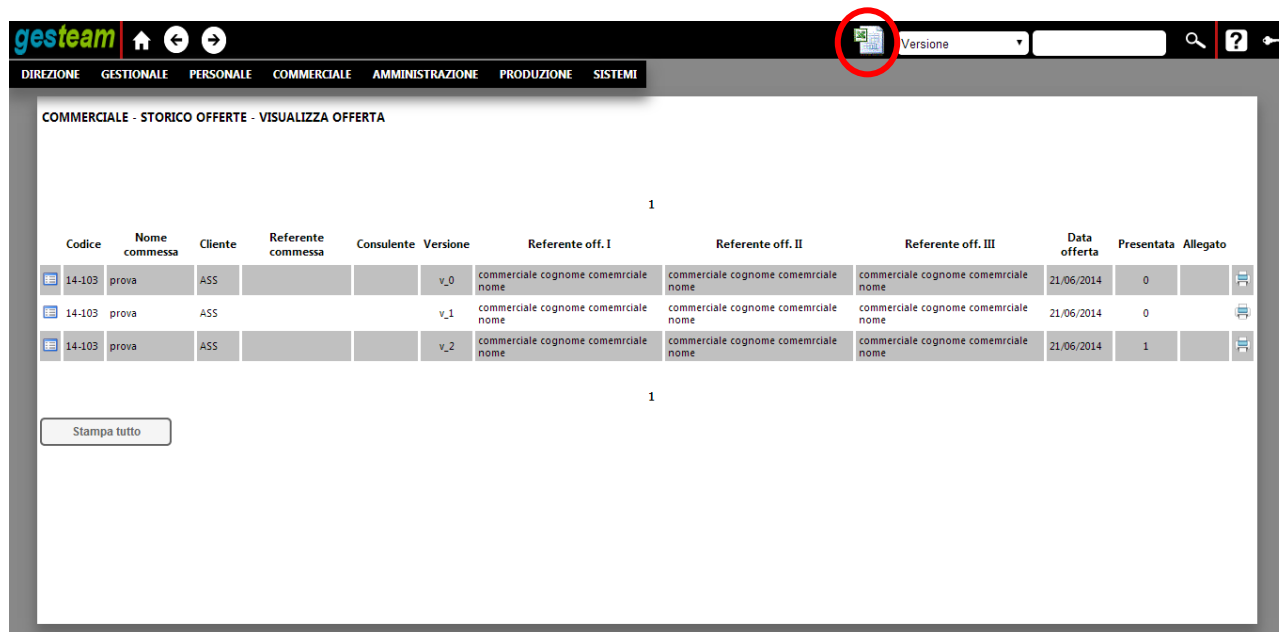 gesteam
Versione
?
DIREZIONE GESTIONALE PERSONALE COMMERCIALE AMMINISTRAZIONE PRODUZIONE SISTEMI
COMMERCIALE - STORICO OFFERTE - VISUALIZZA OFFERTA
1
Codice Nome commessa Cliente Referente commessa Consulente Versione Referente off. I Referente off. II Referente off. III Data offerta Presentata Allegato
14-103 prova ASS v_0 commerciale cognome comemrciale nome commerciale cognome comemrciale nome commerciale cognome comemrciale nome 21/06/2014 0
14-103 prova ASS v_1 commerciale cognome comemrciale nome commerciale cognome comemrciale nome commerciale cognome comemrciale nome 21/06/2014 0
14-103 prova ASS v_2 commerciale cognome comemrciale nome commerciale cognome comemrciale nome commerciale cognome comemrciale nome 21/06/2014 1
1
Stampa tutto